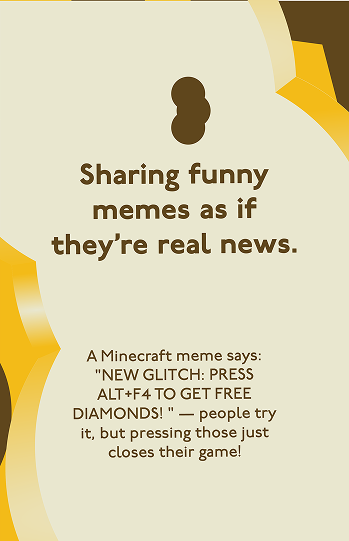 Sharing funny
memes as if
they're real news.
A Minecraft meme says:
"NEW GLITCH: PRESS
ALT+F4 TO GET FREE
DIAMONDS! " — people try
it, but pressing those just
closes their game!